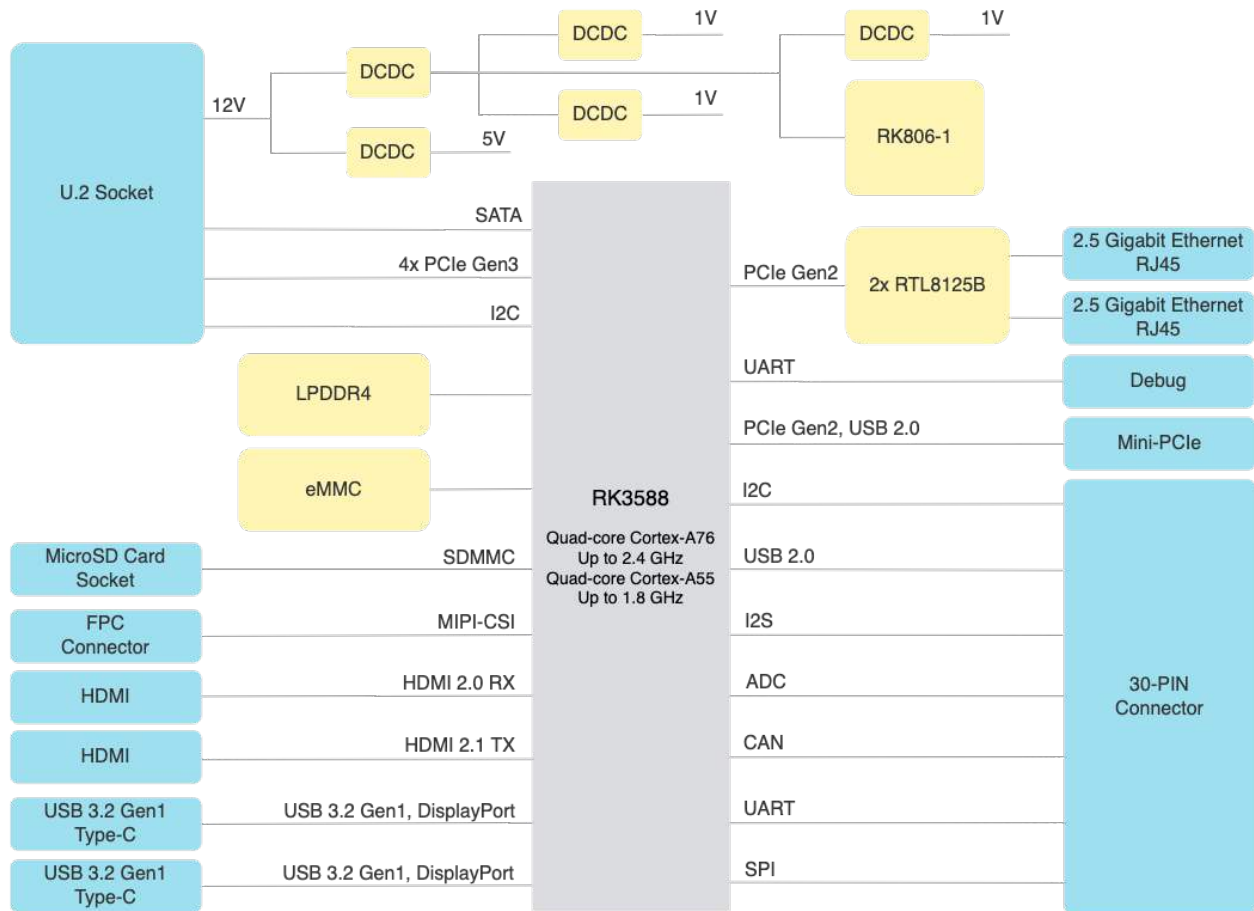 DCDC
1V
DCDC
1V
U.2 Socket
12V
DCDC
DCDC
1V
DCDC
5V
RK806-1
SATA
4x PCIe Gen3
I2C
PCIe Gen2
2x RTL8125B
2.5 Gigabit Ethernet
RJ45
2.5 Gigabit Ethernet
RJ45
LPDDR4
eMMC
UART
Debug
PCIe Gen2, USB 2.0
Mini-PCIe
RK3588
Quad-core Cortex-A76
Up to 2.4 GHz
Quad-core Cortex-A55
Up to 1.8 GHz
MicroSD Card
Socket
SDMMC
FPC
Connector
MIPI-CSI
HDMI
HDMI 2.0 RX
HDMI
HDMI 2.1 TX
USB 3.2 Gen1
Type-C
USB 3.2 Gen1, DisplayPort
USB 3.2 Gen1
Type-C
USB 3.2 Gen1, DisplayPort
I2C
USB 2.0
I2S
ADC
CAN
UART
SPI
30-PIN
Connector